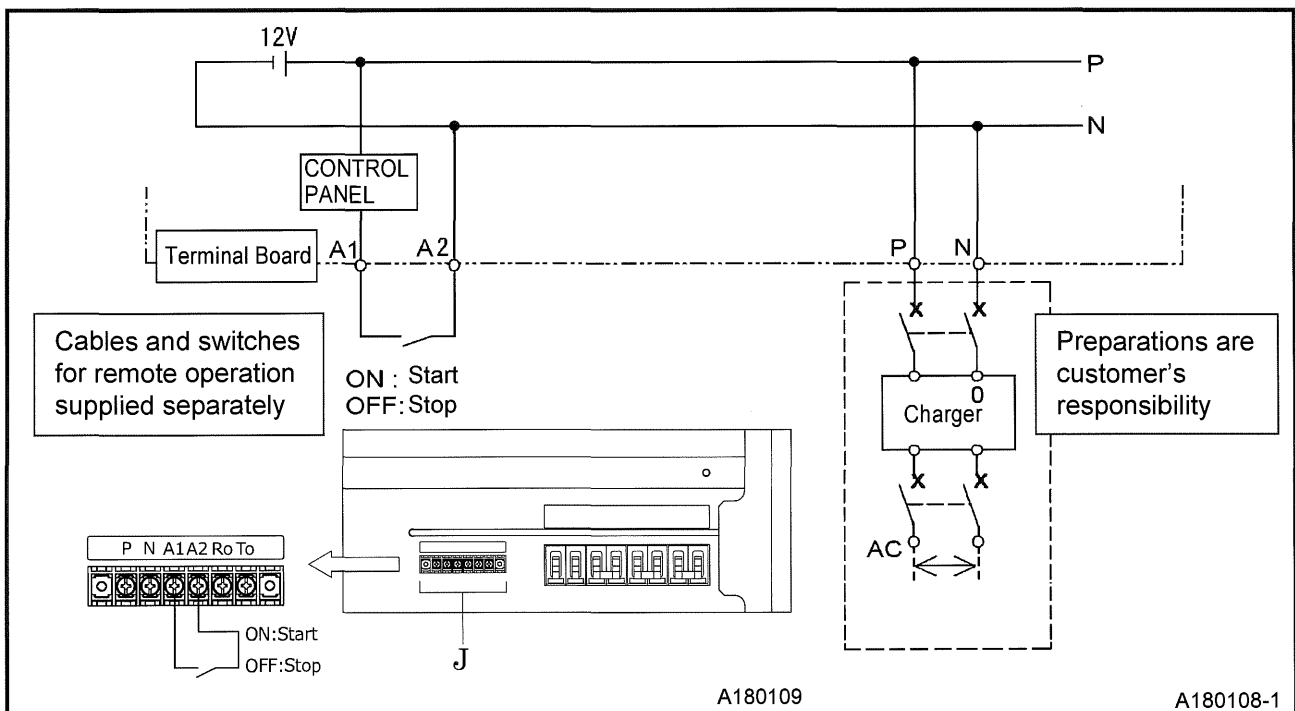 12V
P
N
CONTROL
PANEL
Terminal Board
A1
A2
P
N
Cables and switches
for remote operation
supplied separately
ON : Start
OFF: Stop
O
Charger
Preparations are
customer's
responsibility
AC
P N A1 A2 Ro To
ON:Start
OFF:Stop
J
A180109
A180108-1